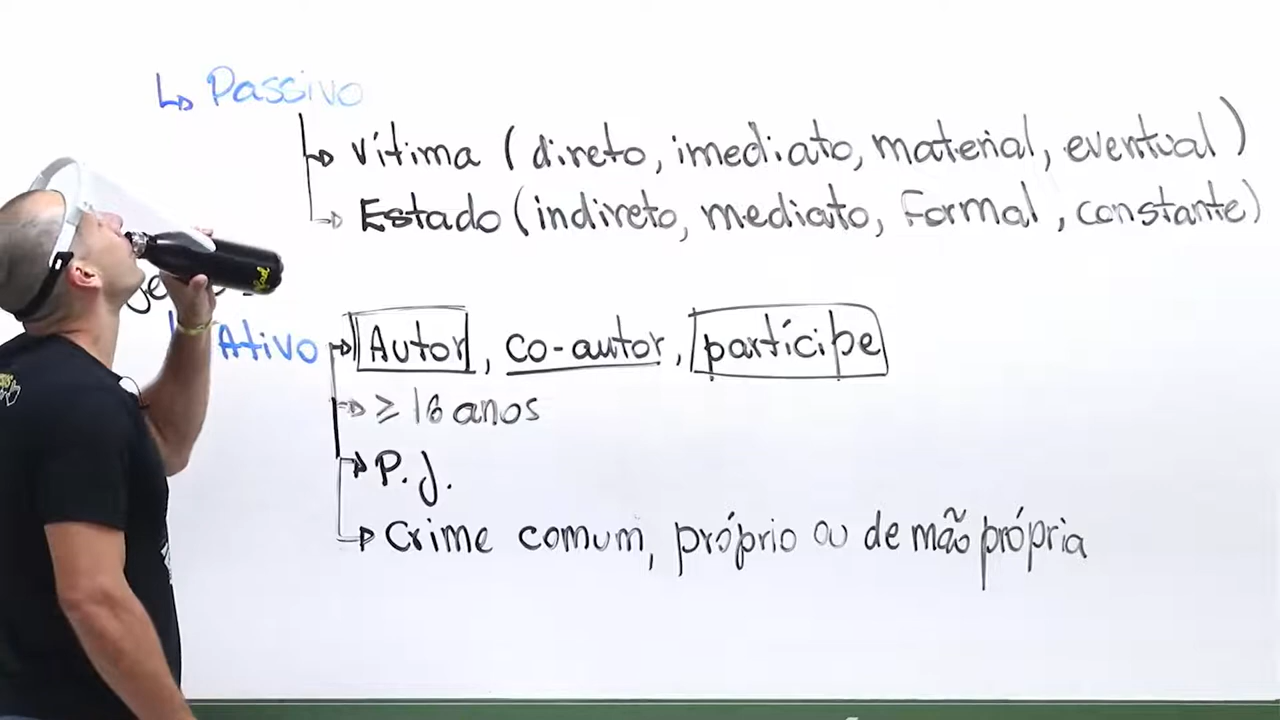 ↳ Passivo
↳ vítima (direto, imediato, material, eventual)
↳ Estado (indireto, mediato, formal, constante)
Ativo → Autor, co-autor, partícipe
→ ≥ 16 anos
→ P.J.
→ Crime comum, próprio ou de mão própria